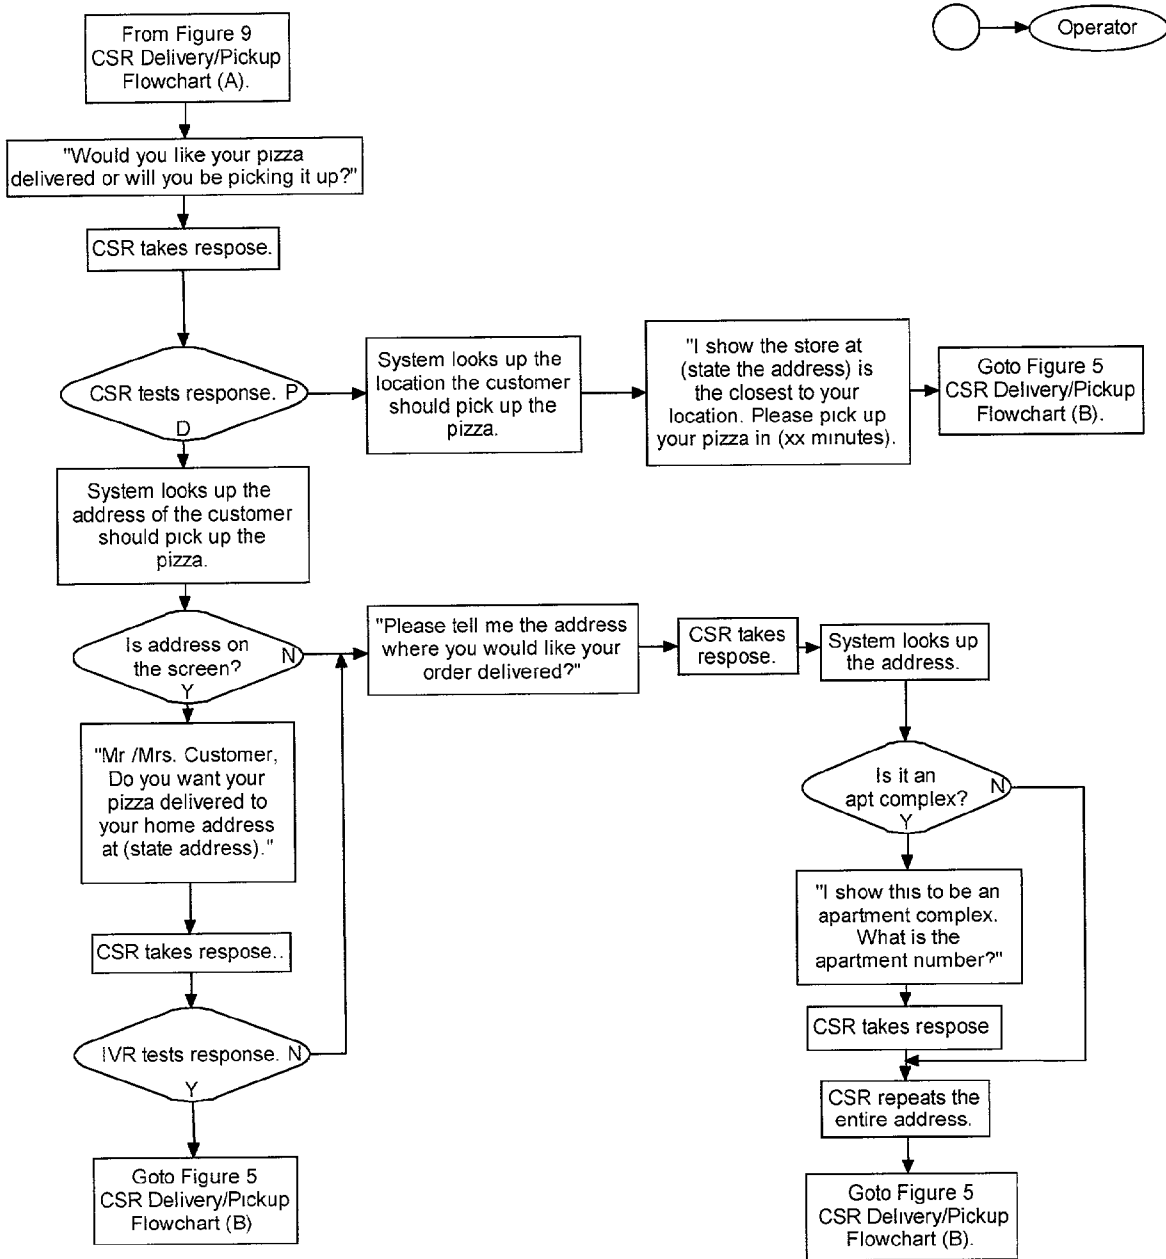 From Figure 9
CSR Delivery/Pickup
Flowchart (A).
Operator
"Would you like your pizza
delivered or will you be picking it up?"
CSR takes respose.
CSR tests response. P
D
System looks up the
location the customer
should pick up the
pizza.
"I show the store at
(state the address) is
the closest to your
location. Please pick up
your pizza in (xx minutes).
Goto Figure 5
CSR Delivery/Pickup
Flowchart (B).
System looks up the
address of the customer
should pick up the
pizza.
Is address on
the screen?
N
Y
"Please tell me the address
where you would like your
order delivered?"
CSR takes
respose.
System looks up
the address.
"Mr /Mrs. Customer,
Do you want your
pizza delivered to
your home address
at (state address)."
CSR takes respose..
IVR tests response. N
Y
Goto Figure 5
CSR Delivery/Pickup
Flowchart (B)
Is it an
apt complex?
N
Y
"I show this to be an
apartment complex.
What is the
apartment number?"
CSR takes respose
CSR repeats the
entire address.
Goto Figure 5
CSR Delivery/Pickup
Flowchart (B).